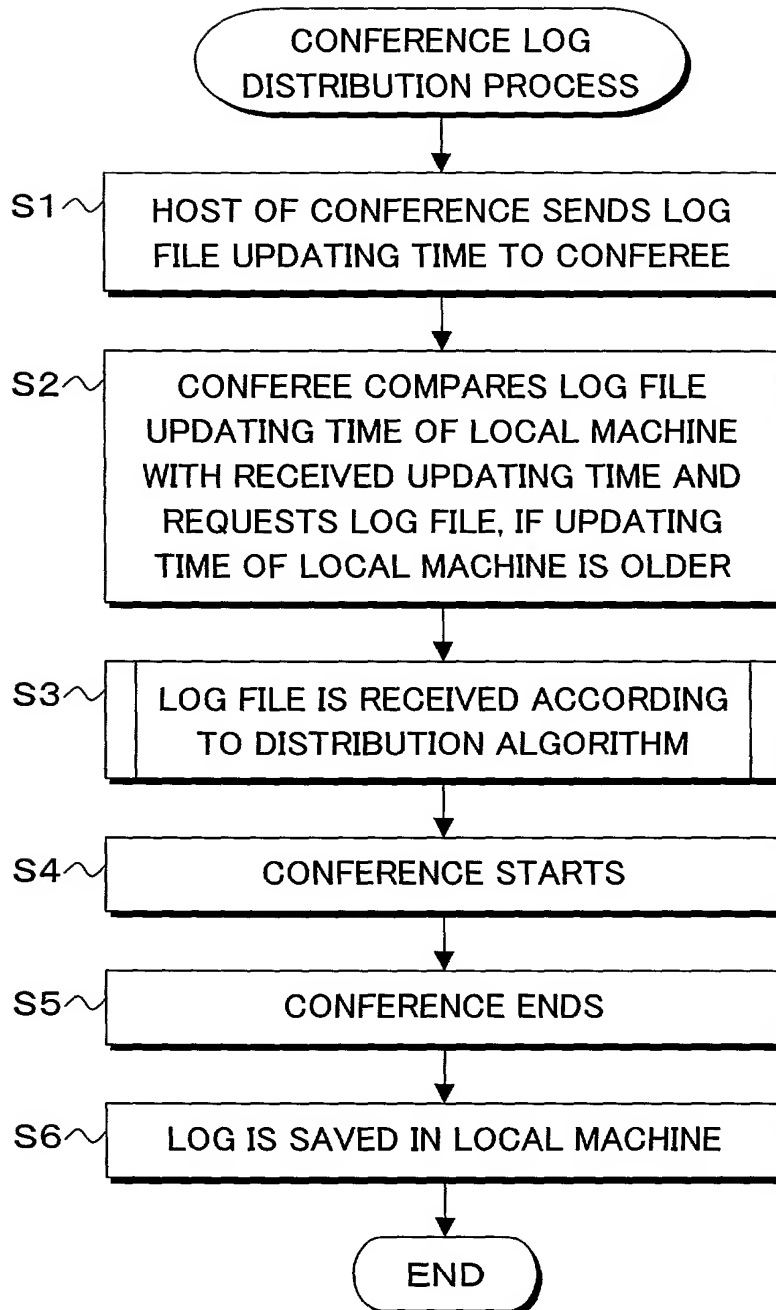 CONFERENCE LOG
DISTRIBUTION PROCESS
S1
HOST OF CONFERENCE SENDS LOG
FILE UPDATING TIME TO CONFEREE
S2
CONFEREE COMPARES LOG FILE
UPDATING TIME OF LOCAL MACHINE
WITH RECEIVED UPDATING TIME AND
REQUESTS LOG FILE, IF UPDATING
TIME OF LOCAL MACHINE IS OLDER
S3
LOG FILE IS RECEIVED ACCORDING
TO DISTRIBUTION ALGORITHM
S4
CONFERENCE STARTS
S5
CONFERENCE ENDS
S6
LOG IS SAVED IN LOCAL MACHINE
END